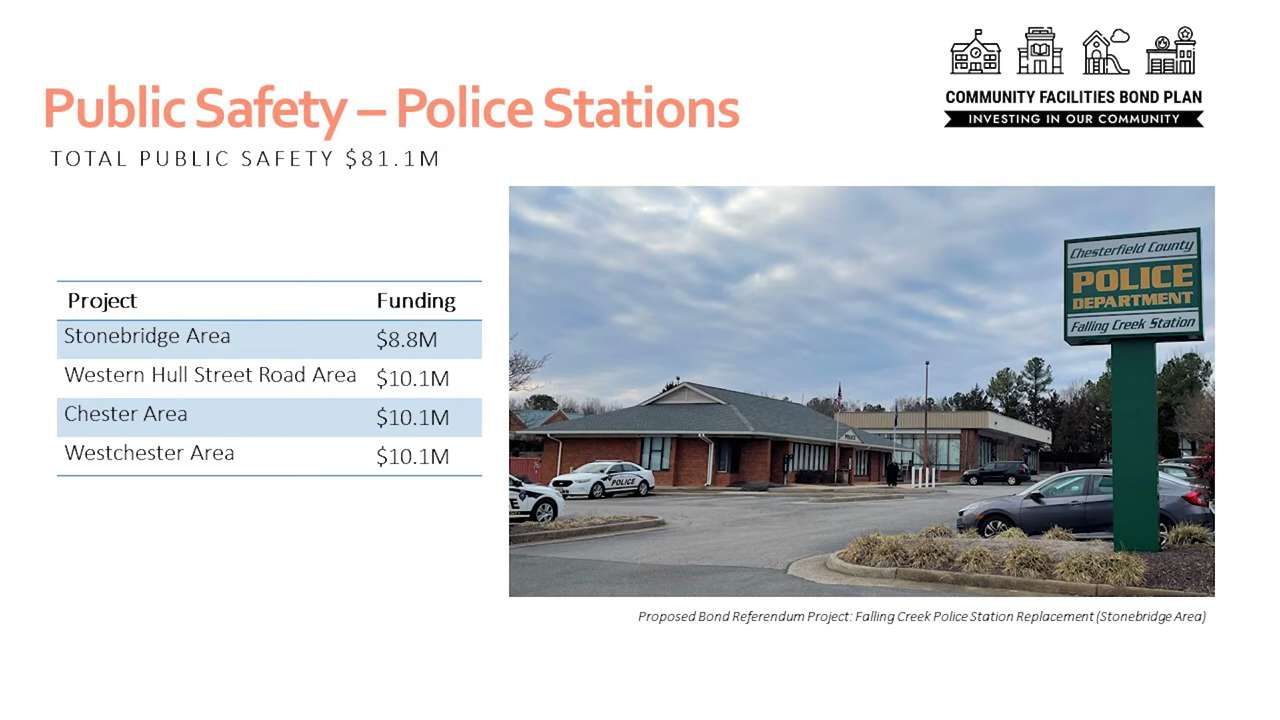 COMMUNITY FACILITIES BOND PLAN
INVESTING IN OUR COMMUNITY
Public Safety – Police Stations
TOTAL PUBLIC SAFETY $81.1M
Project Funding
Stonebridge Area $8.8M
Western Hull Street Road Area $10.1M
Chester Area $10.1M
Westchester Area $10.1M
Chesterfield County
POLICE
DEPARTMENT
Falling Creek Station
POLICE
POLICE
Proposed Bond Referendum Project: Falling Creek Police Station Replacement (Stonebridge Area)